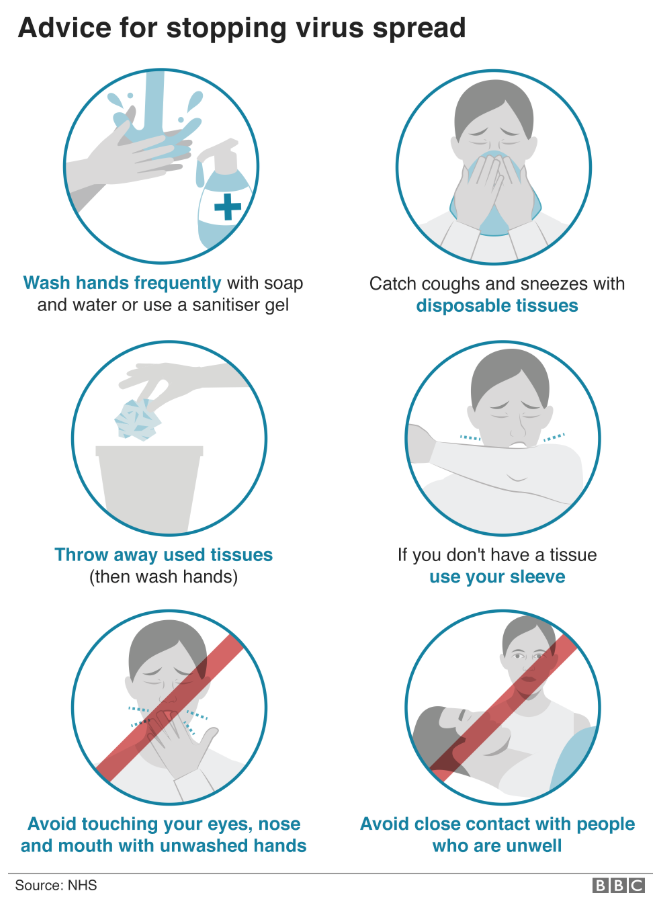 Advice for stopping virus spread
Wash hands frequently with soap
and water or use a sanitiser gel
Catch coughs and sneezes with
disposable tissues
Throw away used tissues
(then wash hands)
If you don't have a tissue
use your sleeve
Avoid touching your eyes, nose
and mouth with unwashed hands
Avoid close contact with people
who are unwell
Source: NHS
BBC